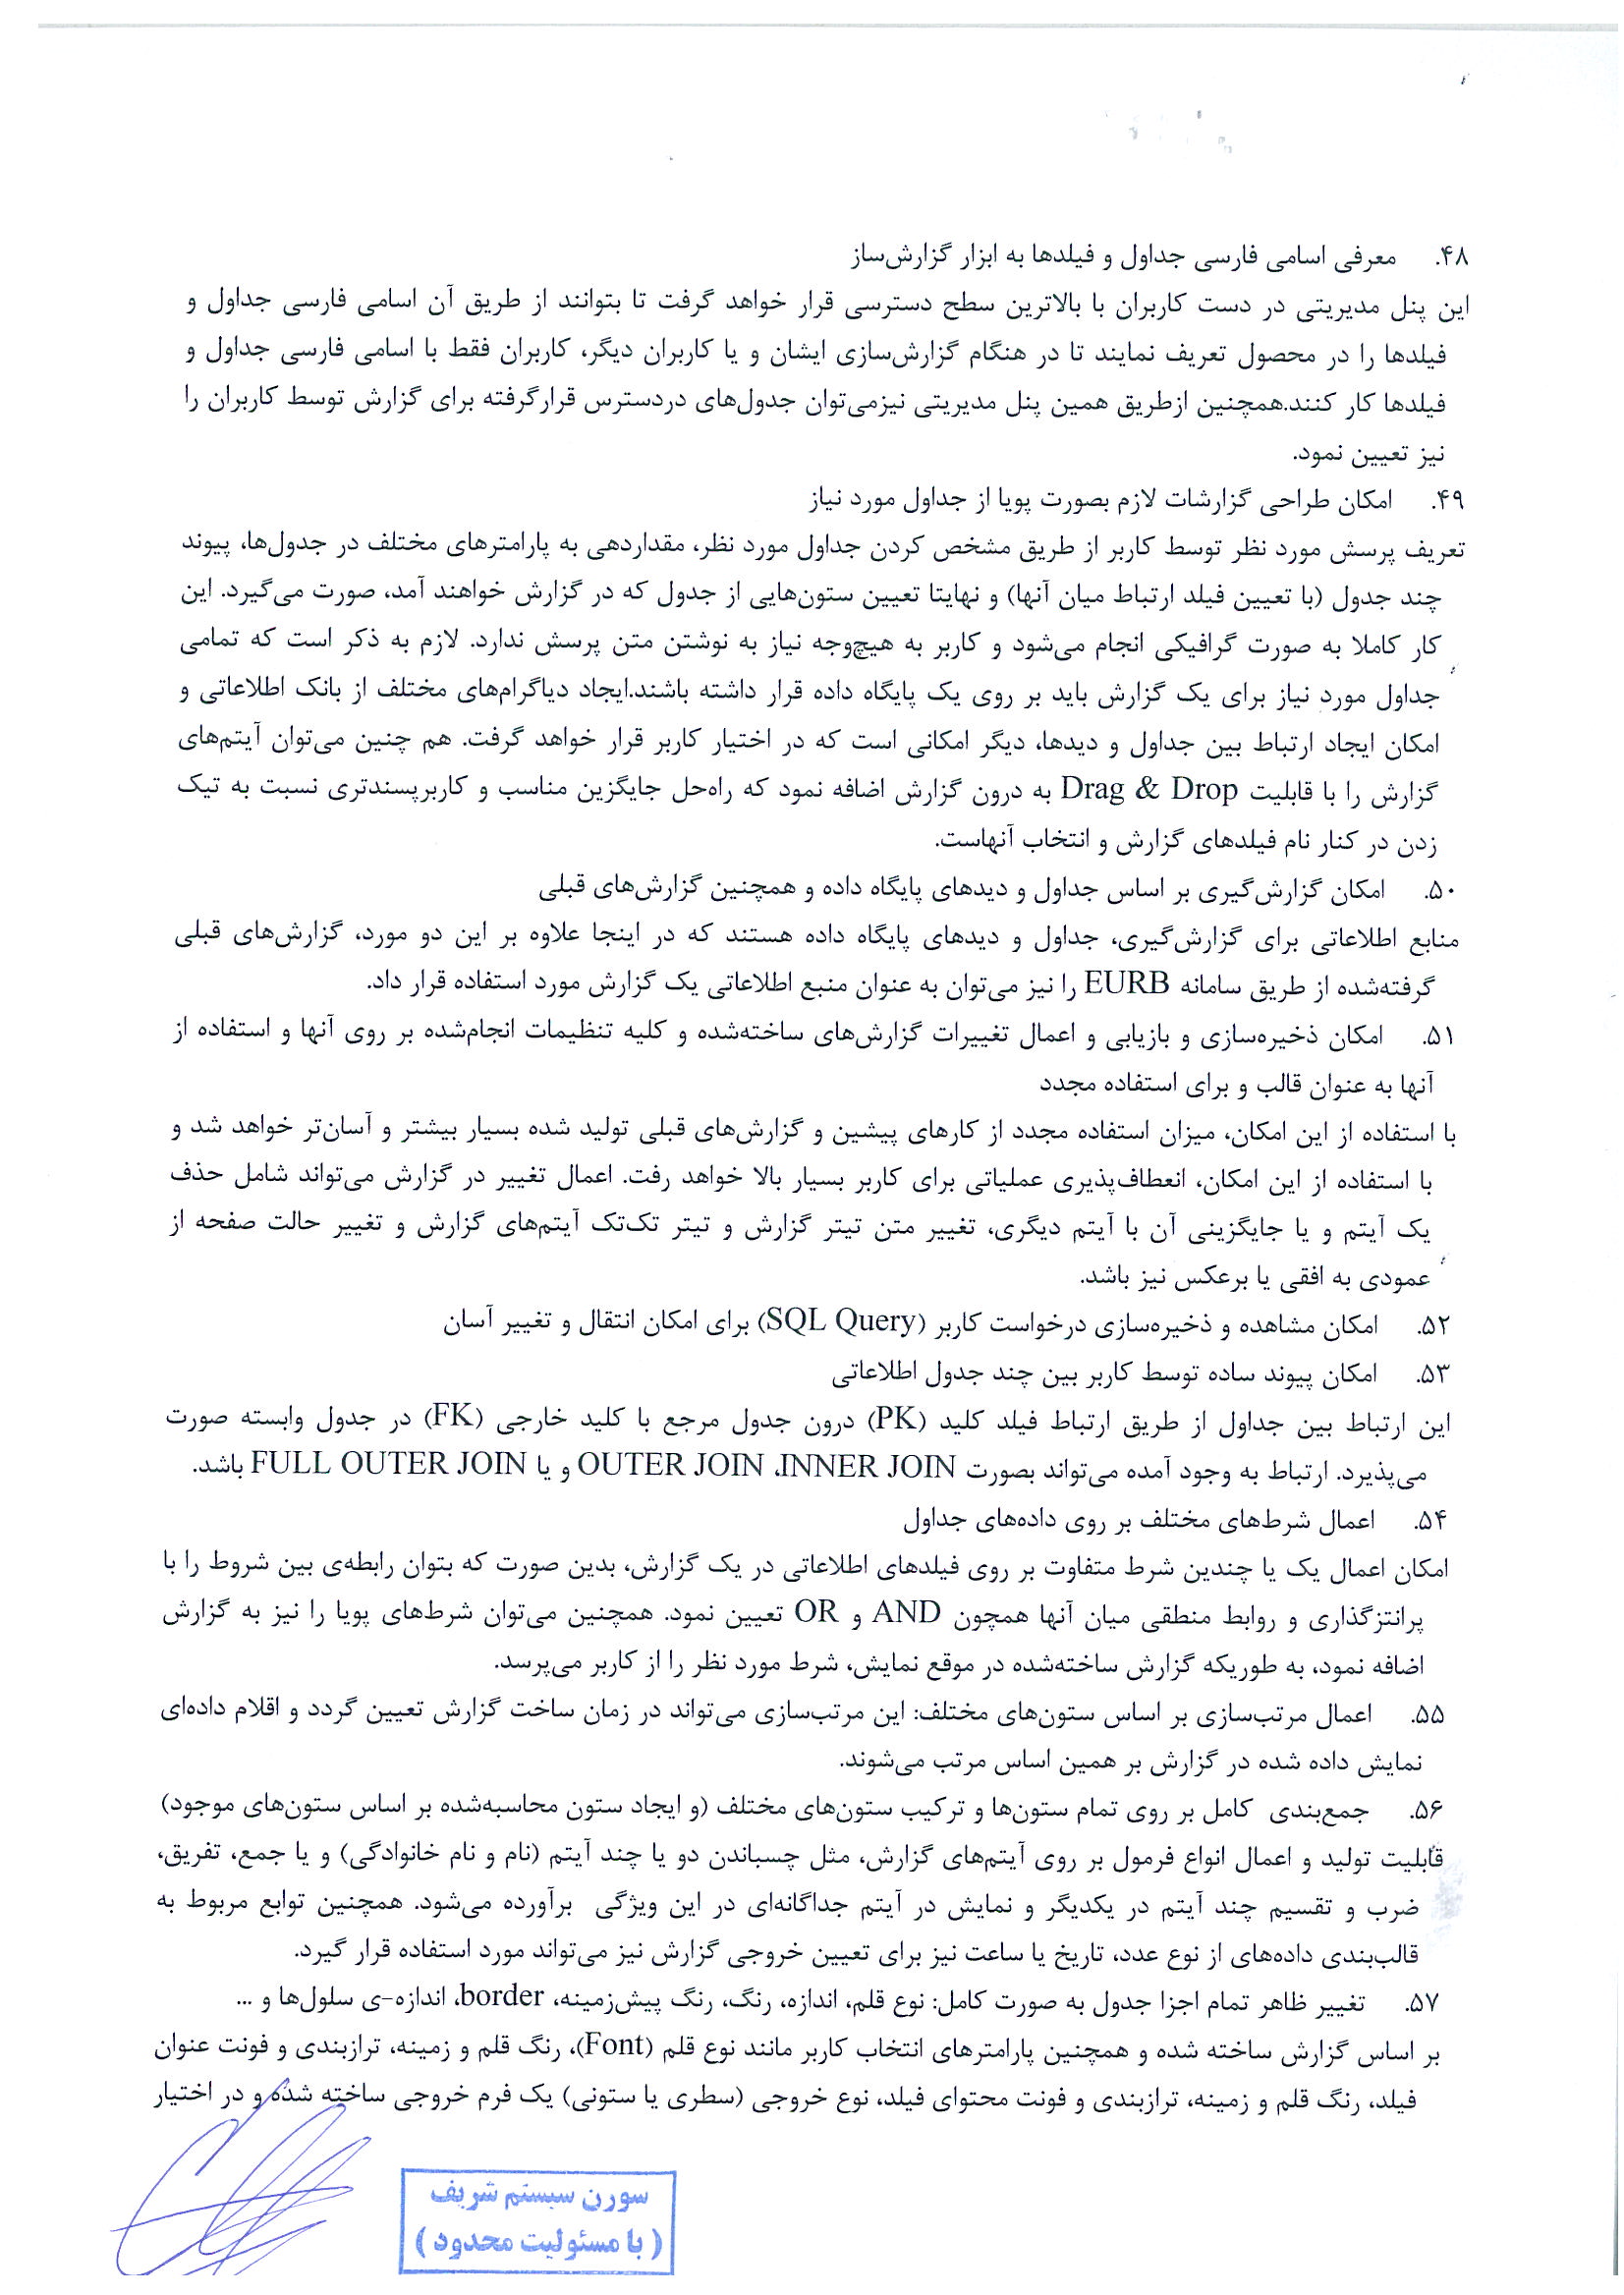 ۴۸. معرفی اسامی فارسی جداول و فیلدها به ابزار گزارش‌ساز
این پنل مدیریتی در دست کاربران با بالاترین سطح دسترسی قرار خواهد گرفت تا بتوانند از طریق آن اسامی فارسی جداول و
فیلدها را در محصول تعریف نمایند تا در هنگام گزارش‌سازی ایشان و یا کاربران دیگر، کاربران فقط با اسامی فارسی جداول و
فیلدها کار کنند.همچنین ازطریق همین پنل مدیریتی نیزمی‌توان جدول‌های دردسترس قرارگرفته برای گزارش توسط کاربران را
نیز تعیین نمود.
۴۹. امکان طراحی گزارشات لازم بصورت پویا از جداول مورد نیاز
تعریف پرسش مورد نظر توسط کاربر از طریق مشخص کردن جداول مورد نظر، مقداردهی به پارامترهای مختلف در جدول‌ها، پیوند
چند جدول (با تعیین فیلد ارتباط میان آنها) و نهایتا تعیین ستون‌هایی از جدول که در گزارش خواهند آمد، صورت می‌گیرد. این
کار کاملا به صورت گرافیکی انجام می‌شود و کاربر به هیچ‌وجه نیاز به نوشتن متن پرسش ندارد. لازم به ذکر است که تمامی
جداول مورد نیاز برای یک گزارش باید بر روی یک پایگاه داده قرار داشته باشند.ایجاد دیاگرام‌های مختلف از بانک اطلاعاتی و
امکان ایجاد ارتباط بین جداول و دیدها، دیگر امکانی است که در اختیار کاربر قرار خواهد گرفت. هم چنین می‌توان آیتم‌های
گزارش را با قابلیت Drag & Drop به درون گزارش اضافه نمود که راه‌حل جایگزین مناسب و کاربرپسندتری نسبت به تیک
زدن در کنار نام فیلدهای گزارش و انتخاب آنهاست.
۵۰. امکان گزارش‌گیری بر اساس جداول و دیدهای پایگاه داده و همچنین گزارش‌های قبلی
منابع اطلاعاتی برای گزارش‌گیری، جداول و دیدهای پایگاه داده هستند که در اینجا علاوه بر این دو مورد، گزارش‌های قبلی
گرفته‌شده از طریق سامانه EURB را نیز می‌توان به عنوان منبع اطلاعاتی یک گزارش مورد استفاده قرار داد.
۵۱. امکان ذخیره‌سازی و بازیابی و اعمال تغییرات گزارش‌های ساخته‌شده و کلیه تنظیمات انجام‌شده بر روی آنها و استفاده از
آنها به عنوان قالب و برای استفاده مجدد
با استفاده از این امکان، میزان استفاده مجدد از کارهای پیشین و گزارش‌های قبلی تولید شده بسیار بیشتر و آسان‌تر خواهد شد و
با استفاده از این امکان، انعطاف‌پذیری عملیاتی برای کاربر بسیار بالا خواهد رفت. اعمال تغییر در گزارش می‌تواند شامل حذف
یک آیتم و یا جایگزینی آن با آیتم دیگری، تغییر متن تیتر گزارش و تیتر تک‌تک آیتم‌های گزارش و تغییر حالت صفحه از
عمودی به افقی یا برعکس نیز باشد.
۵۲. امکان مشاهده و ذخیره‌سازی درخواست کاربر (SQL Query) برای امکان انتقال و تغییر آسان
۵۳. امکان پیوند ساده توسط کاربر بین چند جدول اطلاعاتی
این ارتباط بین جداول از طریق ارتباط فیلد کلید (PK) درون جدول مرجع با کلید خارجی (FK) در جدول وابسته صورت
می‌پذیرد. ارتباط به وجود آمده می‌تواند بصورت INNER JOIN، OUTER JOIN و یا FULL OUTER JOIN باشد.
۵۴. اعمال شرط‌های مختلف بر روی داده‌های جداول
امکان اعمال یک یا چندین شرط متفاوت بر روی فیلدهای اطلاعاتی در یک گزارش، بدین صورت که بتوان رابطه‌ی بین شروط را با
پرانتزگذاری و روابط منطقی میان آنها همچون AND و OR تعیین نمود. همچنین می‌توان شرط‌های پویا را نیز به گزارش
اضافه نمود، به طوریکه گزارش ساخته‌شده در موقع نمایش، شرط مورد نظر را از کاربر می‌پرسد.
۵۵. اعمال مرتب‌سازی بر اساس ستون‌های مختلف: این مرتب‌سازی می‌تواند در زمان ساخت گزارش تعیین گردد و اقلام داده‌ای
نمایش داده شده در گزارش بر همین اساس مرتب می‌شوند.
۵۶. جمع‌بندی کامل بر روی تمام ستون‌ها و ترکیب ستون‌های مختلف (و ایجاد ستون محاسبه‌شده بر اساس ستون‌های موجود)
قابلیت تولید و اعمال انواع فرمول بر روی آیتم‌های گزارش، مثل چسباندن دو یا چند آیتم (نام و نام خانوادگی) و یا جمع، تفریق،
ضرب و تقسیم چند آیتم در یکدیگر و نمایش در آیتم جداگانه‌ای در این ویژگی برآورده می‌شود. همچنین توابع مربوط به
قالب‌بندی داده‌های از نوع عدد، تاریخ یا ساعت نیز برای تعیین خروجی گزارش نیز می‌تواند مورد استفاده قرار گیرد.
۵۷. تغییر ظاهر تمام اجزا جدول به صورت کامل: نوع قلم، اندازه، رنگ، رنگ پیش‌زمینه، border، اندازه-ی سلول‌ها و ...
بر اساس گزارش ساخته شده و همچنین پارامترهای انتخاب کاربر مانند نوع قلم (Font)، رنگ قلم و زمینه، ترازبندی و فونت عنوان
فیلد، رنگ قلم و زمینه، ترازبندی و فونت محتوای فیلد، نوع خروجی (سطری یا ستونی) یک فرم خروجی ساخته شده و در اختیار
سورن سیستم شریف
(با مسئولیت محدود)